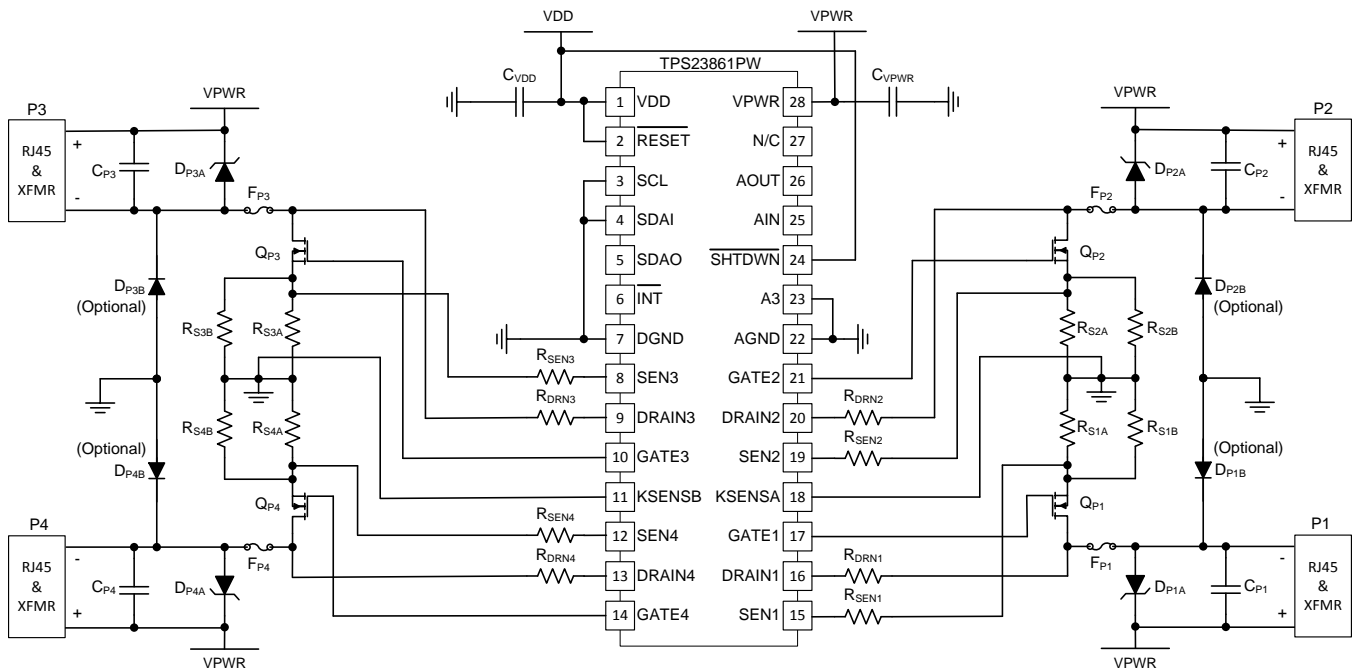 VDD
VPWR
TPS23861PW
CVDD
CVPWR
1 VDD
2 RESET
3 SCL
4 SDAI
5 SDAO
6 INT
7 DGND
8 SEN3
9 DRAIN3
10 GATE3
11 KSENSB
12 SEN4
13 DRAIN4
14 GATE4
VPWR 28
N/C 27
AOUT 26
AIN 25
SHTDWN 24
A3 23
AGND 22
GATE2 21
DRAIN2 20
SEN2 19
KSENSA 18
GATE1 17
DRAIN1 16
SEN1 15
P3
RJ45
&
XFMR
+
-
VPWR
CP3
DP3A
FP3
QP3
DP3B
(Optional)
RS3B
RS3A
RSEN3
RDRN3
RS4B
RS4A
(Optional)
DP4B
QP4
RSEN4
RDRN4
P4
RJ45
&
XFMR
-
+
CP4
DP4A
FP4
VPWR
P2
RJ45
&
XFMR
+
-
VPWR
DP2A
CP2
FP2
QP2
DP2B
(Optional)
RS2A
RS2B
RDRN2
RSEN2
RS1A
RS1B
(Optional)
DP1B
QP1
RDRN1
RSEN1
P1
RJ45
&
XFMR
-
+
FP1
DP1A
CP1
VPWR